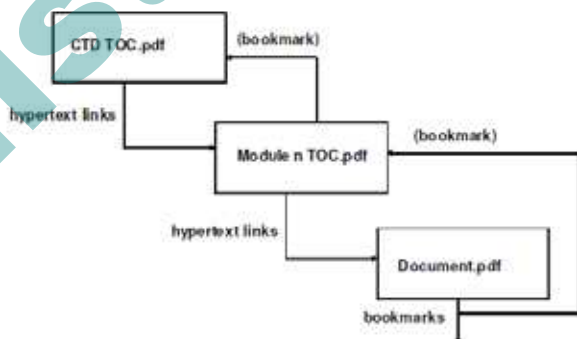 CTD TOC.pdf
(bookmark)
hypertext links
Module n TOC.pdf
(bookmark)
hypertext links
Document.pdf
bookmarks